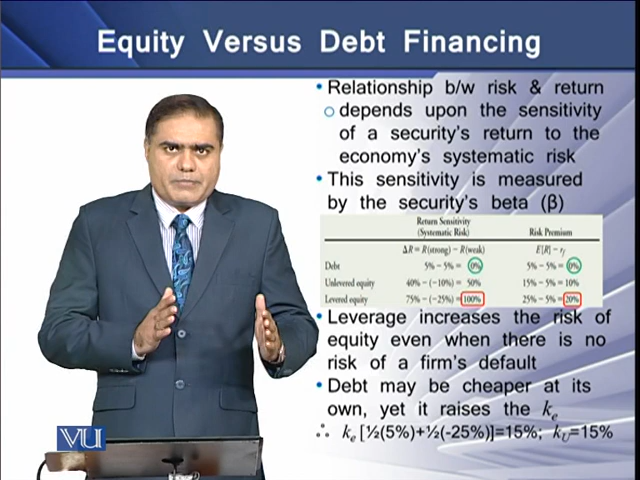 Equity Versus Debt Financing
• Relationship b/w risk & return
○ depends upon the sensitivity
of a security's return to the
economy's systematic risk
• This sensitivity is measured
by the security's beta (β)
Return Sensitivity
(Systematic Risk) Risk Premium
ΔR = R(strong) − R(weak) E[R] − rf
Debt 5% − 5% = 0% 5% − 5% = 0%
Unlevered equity 40% − (−10%) = 50% 15% − 5% = 10%
Levered equity 75% − (−25%) = 100% 25% − 5% = 20%
• Leverage increases the risk of
equity even when there is no
risk of a firm's default
• Debt may be cheaper at its
own, yet it raises the ke
∴ ke [½(5%)+½(-25%)]=15%; kU=15%
VU